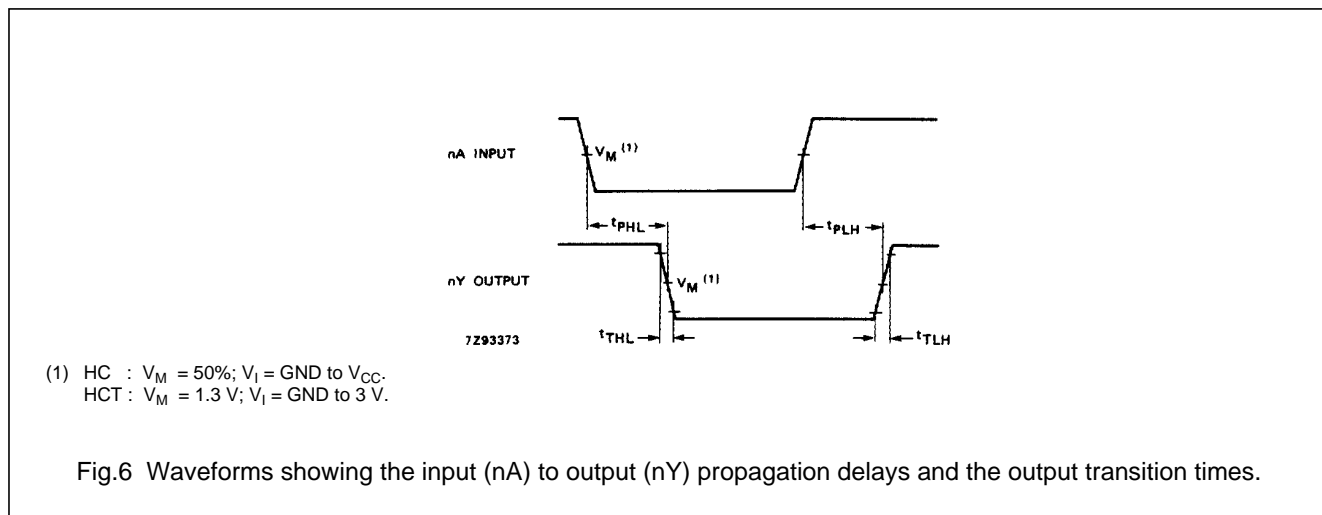 nA INPUT
VM (1)
tPHL
tPLH
nY OUTPUT
VM (1)
tTHL
tTLH
7Z93373
(1) HC : VM = 50%; VI = GND to VCC.
HCT : VM = 1.3 V; VI = GND to 3 V.
Fig.6 Waveforms showing the input (nA) to output (nY) propagation delays and the output transition times.